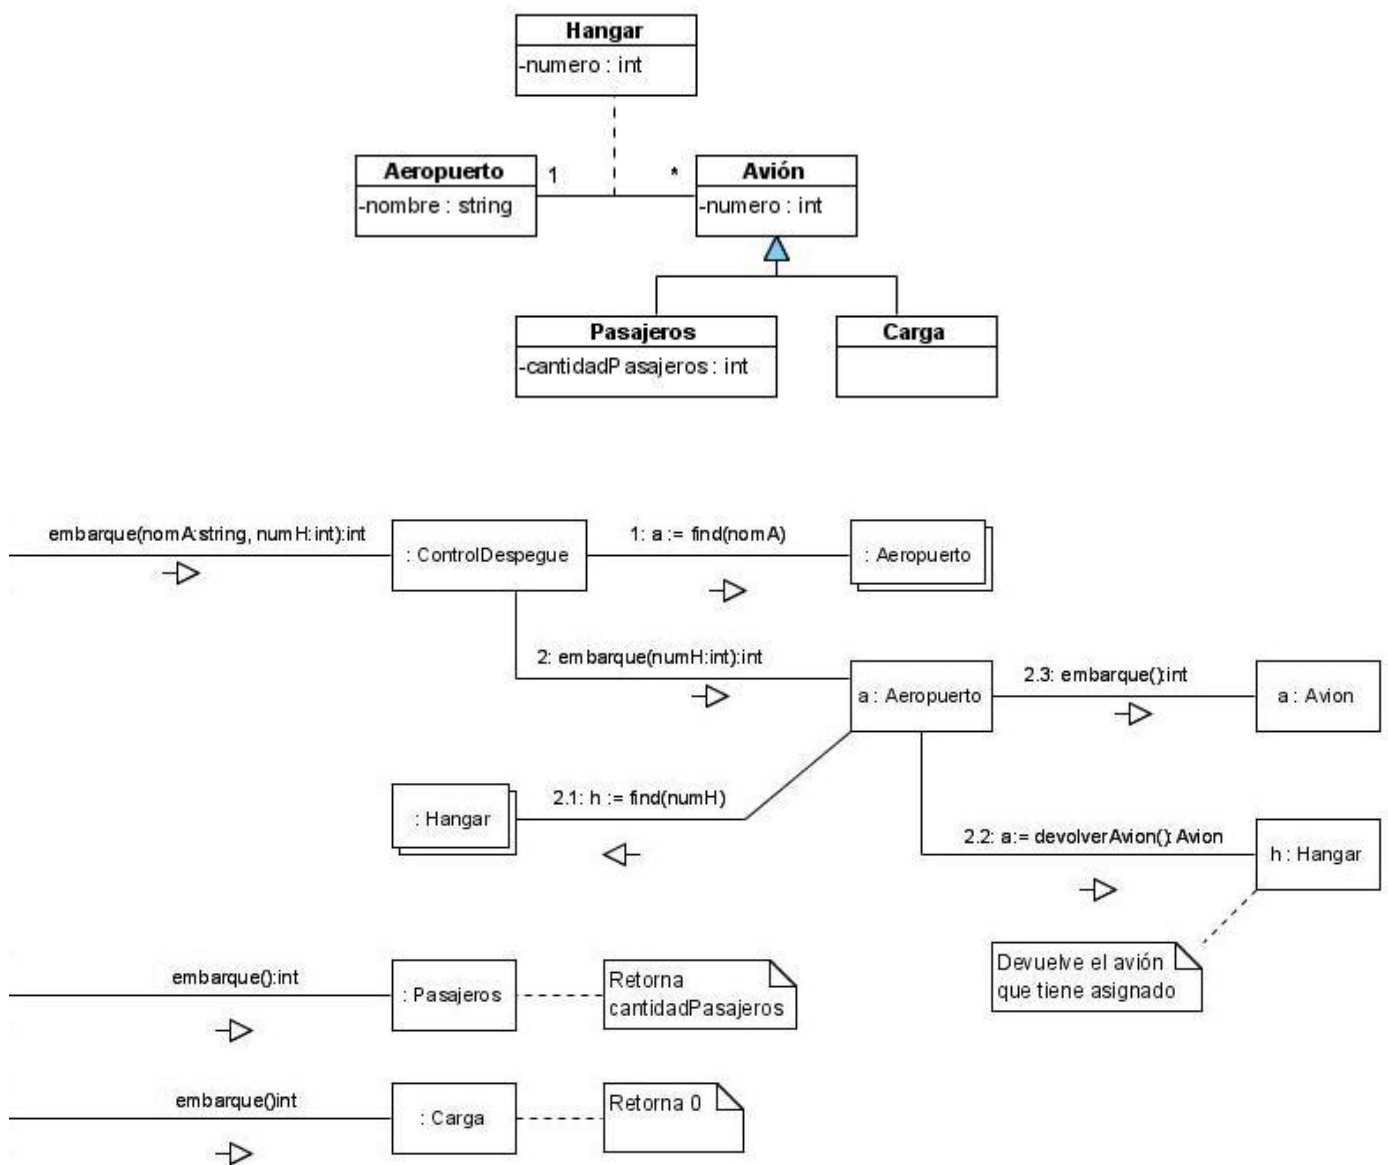 Hangar
-numero : int
Aeropuerto
-nombre : string
1
*
Avión
-numero : int
Pasajeros
-cantidadPasajeros : int
Carga
embarque(nomA:string, numH:int):int
: ControlDespegue
1: a := find(nomA)
: Aeropuerto
2: embarque(numH:int):int
a : Aeropuerto
2.3: embarque():int
a : Avion
: Hangar
2.1: h := find(numH)
2.2: a:= devolverAvion(): Avion
h : Hangar
Devuelve el avión
que tiene asignado
embarque():int
: Pasajeros
Retorna
cantidadPasajeros
embarque()int
: Carga
Retorna 0